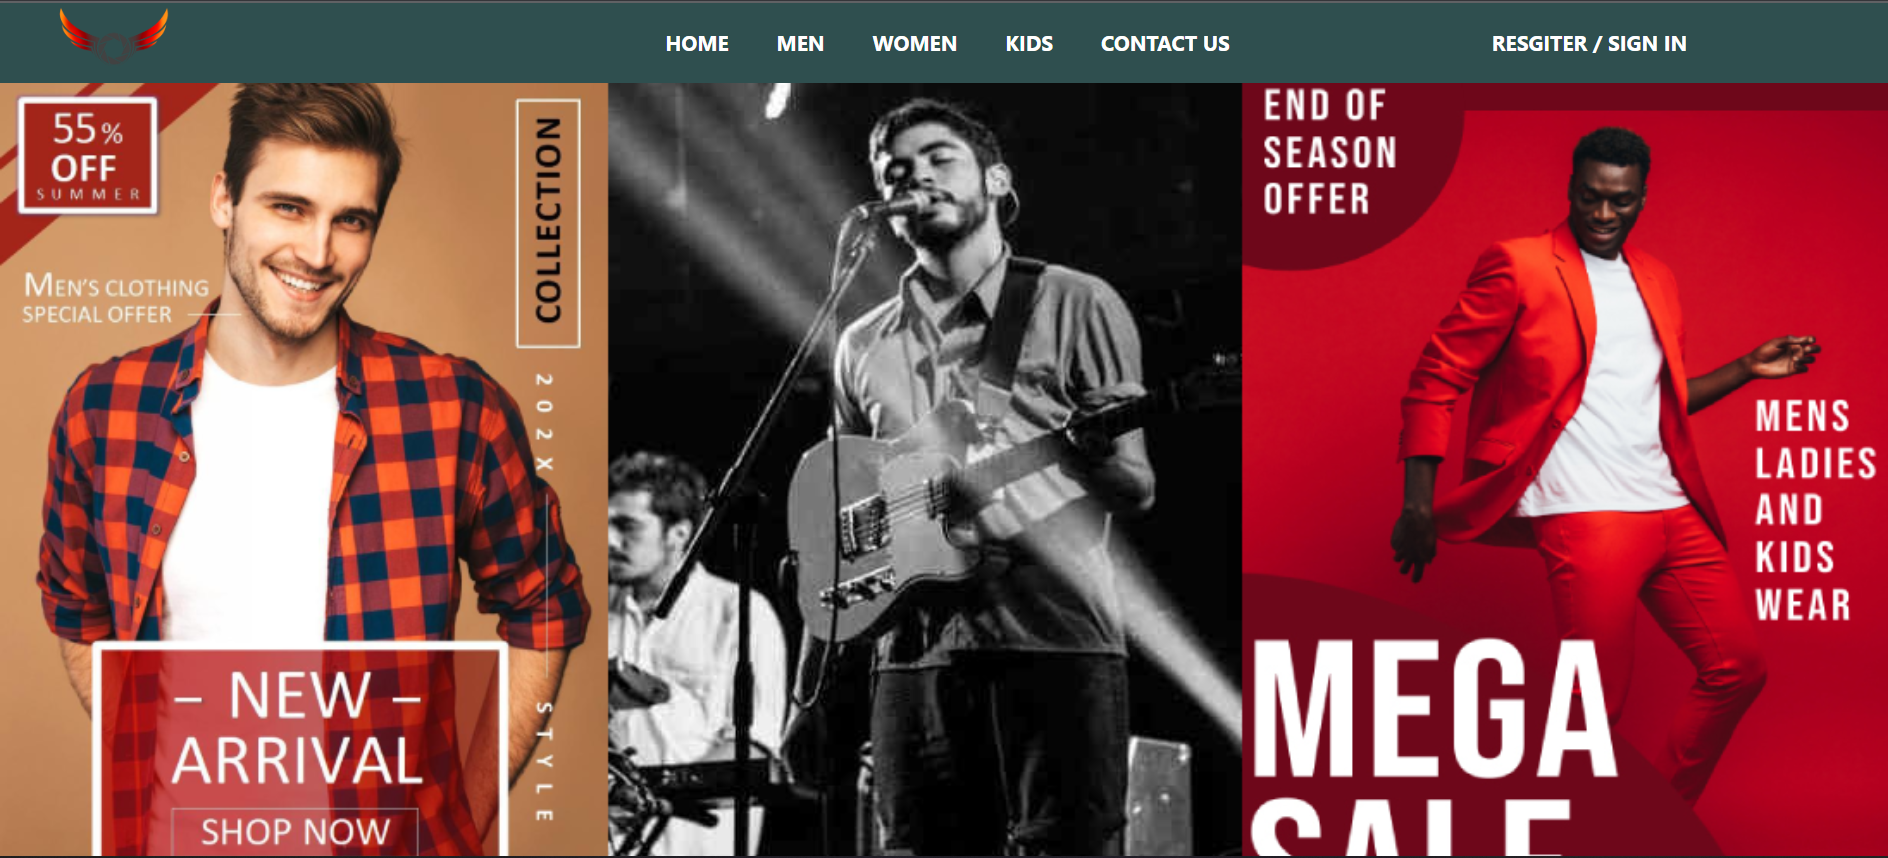 HOME MEN WOMEN KIDS CONTACT US RESGITER / SIGN IN
55% 
OFF
SUMMER
MEN'S CLOTHING
SPECIAL OFFER
COLLECTION
202X
STYLE
– NEW –
ARRIVAL
SHOP NOW
END OF
SEASON
OFFER
MENS
LADIES
AND
KIDS
WEAR
MEGA
SALE